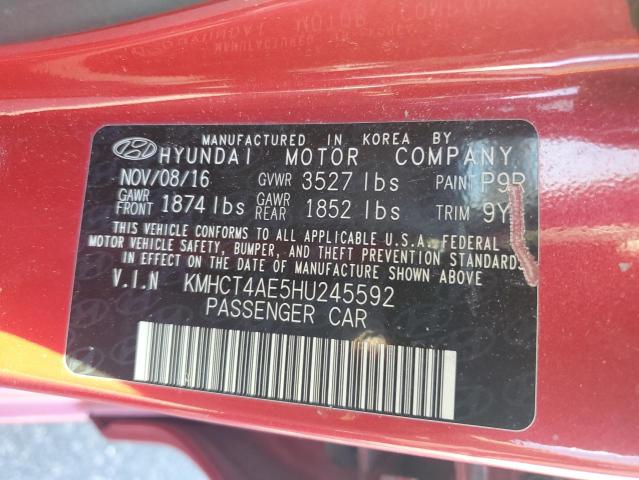 MANUFACTURED IN KOREA BY
HYUNDAI MOTOR COMPANY
NOV/08/16 GVWR 3527 lbs PAINT P9R
GAWR FRONT 1874 lbs GAWR REAR 1852 lbs TRIM 9Y
THIS VEHICLE CONFORMS TO ALL APPLICABLE U.S.A. FEDERAL
MOTOR VEHICLE SAFETY, BUMPER, AND THEFT PREVENTION STANDARDS
IN EFFECT ON THE DATE OF MANUFACTURE SHOWN ABOVE
V.I.N KMHCT4AE5HU245592
PASSENGER CAR